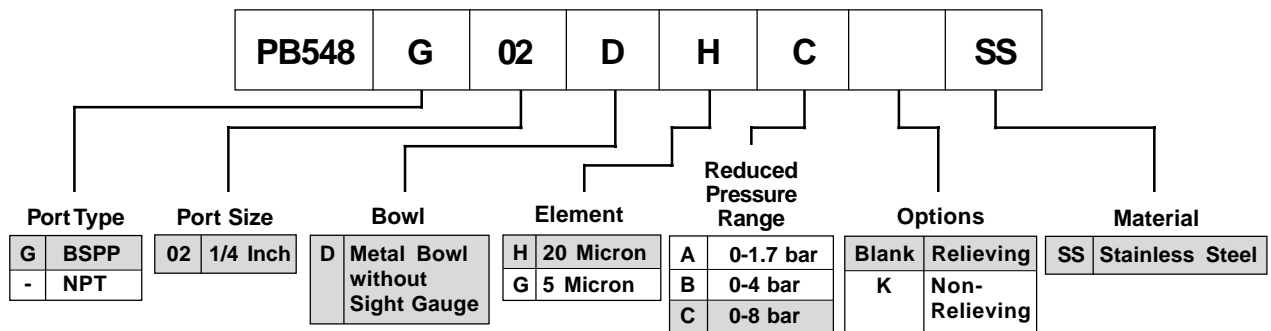 PB548 G 02 D H C SS
Port Type
G BSPP
- NPT
Port Size
02 1/4 Inch
Bowl
D Metal Bowl
without
Sight Gauge
Element
H 20 Micron
G 5 Micron
Reduced
Pressure
Range
A 0-1.7 bar
B 0-4 bar
C 0-8 bar
Options
Blank Relieving
K Non-
Relieving
Material
SS Stainless Steel